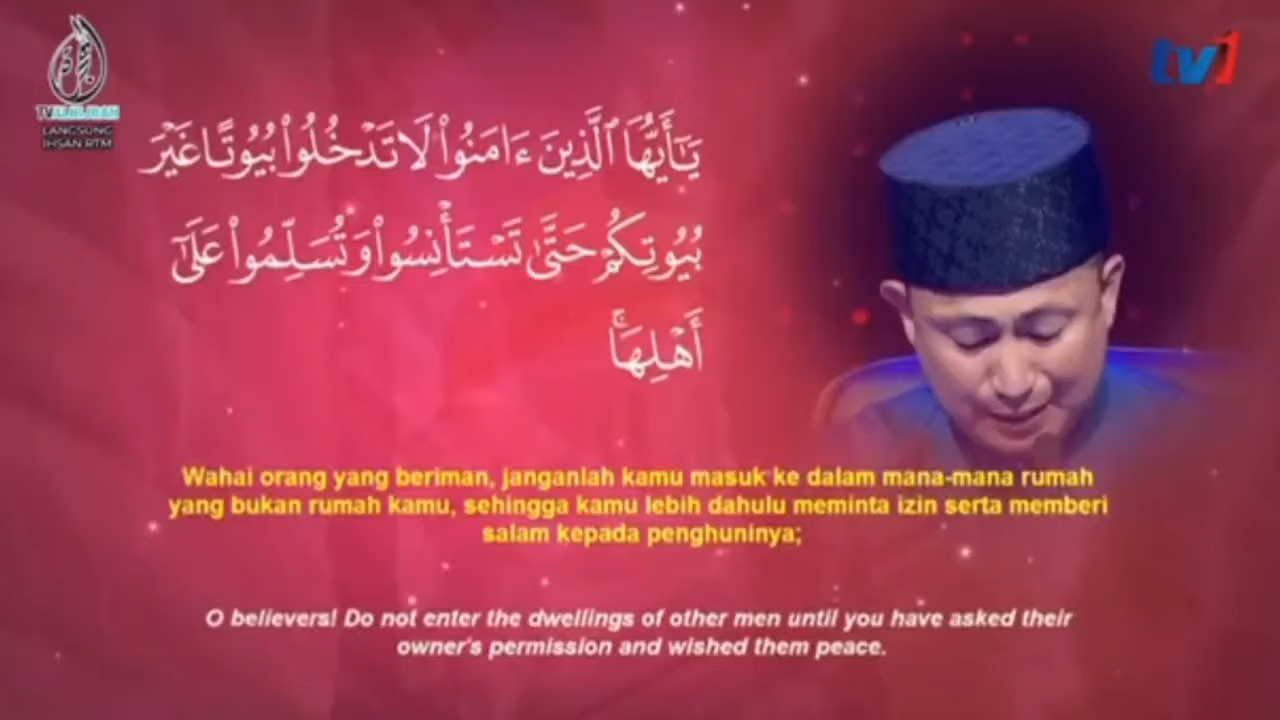 TV ALHIJRAH
LANGSUNG
IHSAN RTM
tv1
يَـٰٓأَيُّهَا ٱلَّذِينَ ءَامَنُوا۟ لَا تَدْخُلُوا۟ بُيُوتًا غَيْرَ
بُيُوتِكُمْ حَتَّىٰ تَسْتَأْنِسُوا۟ وَتُسَلِّمُوا۟ عَلَىٰٓ
أَهْلِهَا ۚ
Wahai orang yang beriman, janganlah kamu masuk ke dalam mana-mana rumah
yang bukan rumah kamu, sehingga kamu lebih dahulu meminta izin serta memberi
salam kepada penghuninya;
O believers! Do not enter the dwellings of other men until you have asked their
owner's permission and wished them peace.